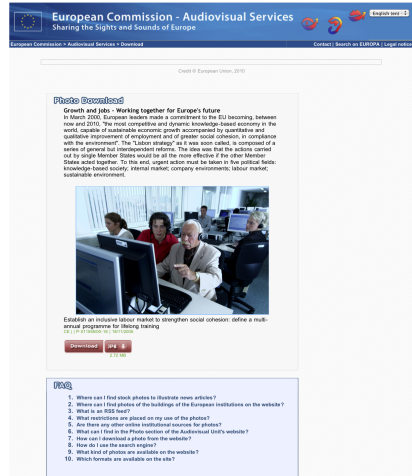 European Commission - Audiovisual Services
Sharing the Sights and Sounds of Europe
English (en)
European Commission > Audiovisual Services > Download
Contact | Search on EUROPA | Legal notice
Credit © European Union, 2010
Photo Download
Growth and jobs - Working together for Europe's future
In March 2000, European leaders made a commitment to the EU becoming, between
now and 2010, "the most competitive and dynamic knowledge-based economy in the
world, capable of sustainable economic growth accompanied by quantitative and
qualitative improvement of employment and of greater social cohesion, in compliance
with the environment". The "Lisbon strategy" as it was soon called, is composed of a
series of general but interdependent reforms. The idea was that the actions carried
out by single Member States would be all the more effective if the other Member
States acted together. To this end, urgent action must be taken in five political fields:
knowledge-based society; internal market; company environments; labour market;
sustainable environment.
Establish an inclusive labour market to strengthen social cohesion: define a multi-
annual programme for lifelong training
Download JPG
2.70 MB
FAQ
1. Where can I find stock photos to illustrate news articles?
2. Where can I find photos of the buildings of the European institutions on the website?
3. What is an RSS feed?
4. What restrictions are placed on my use of the photos?
5. Are there any other online institutional sources for photos?
6. What can I find in the Photo section of the Audiovisual Unit's website?
7. How can I download a photo from the website?
8. How do I use the search engine?
9. What kind of photos are available on the website?
10. Which formats are available on the site?